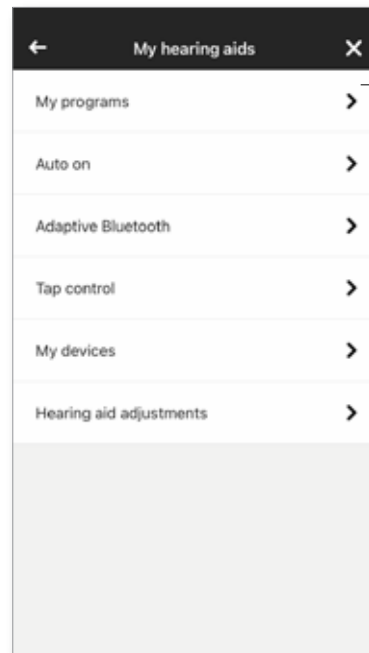 My hearing aids
My programs
Auto on
Adaptive Bluetooth
Tap control
My devices
Hearing aid adjustments